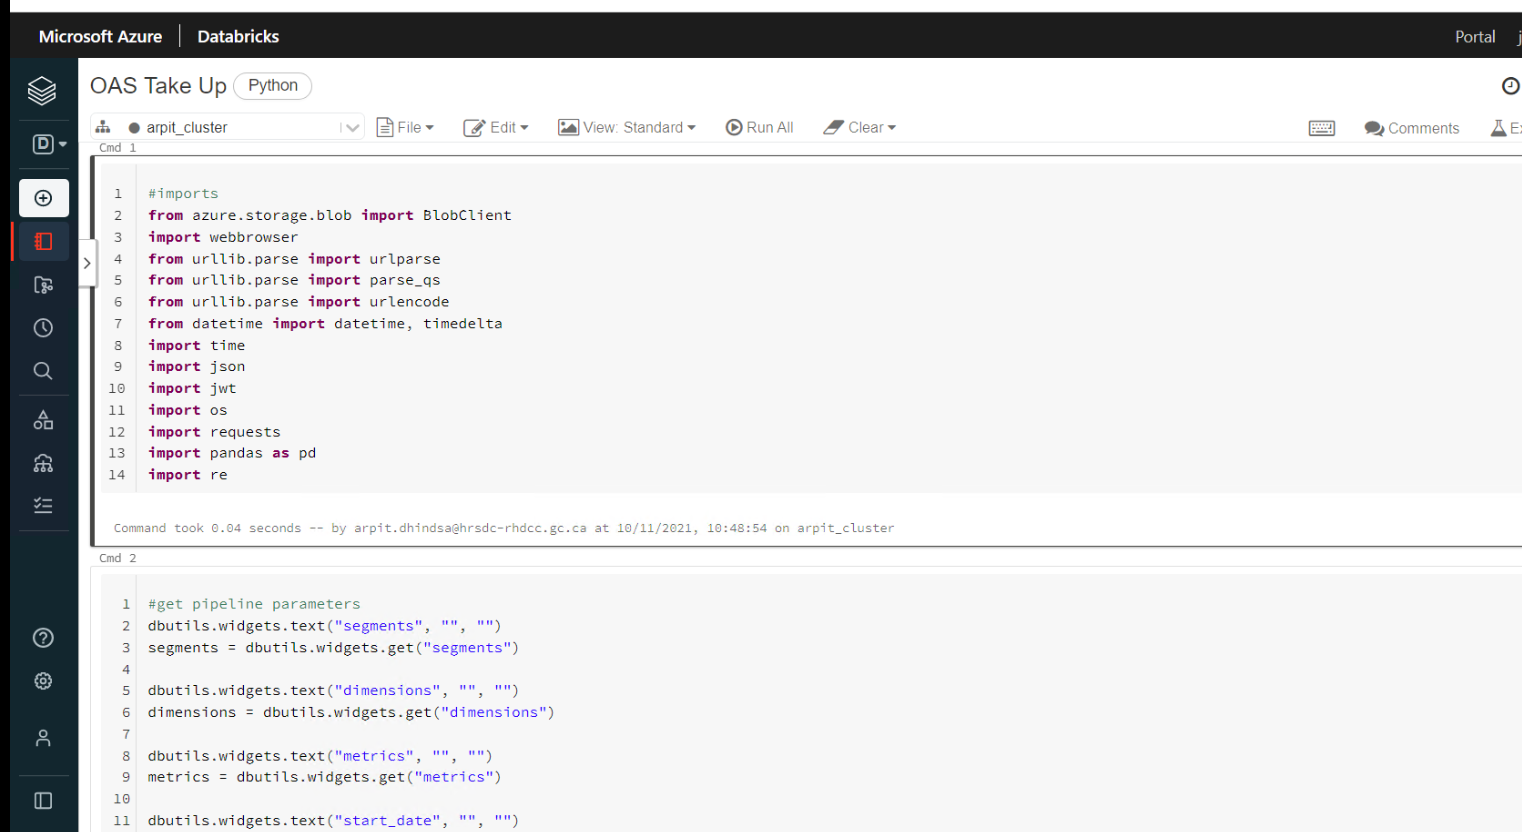 Microsoft Azure Databricks Portal
OAS Take Up Python
arpit_cluster File Edit View: Standard Run All Clear Comments
Cmd 1
1 #imports
2 from azure.storage.blob import BlobClient
3 import webbrowser
4 from urllib.parse import urlparse
5 from urllib.parse import parse_qs
6 from urllib.parse import urlencode
7 from datetime import datetime, timedelta
8 import time
9 import json
10 import jwt
11 import os
12 import requests
13 import pandas as pd
14 import re
Command took 0.04 seconds -- by arpit.dhindsa@hrsdc-rhdcc.gc.ca at 10/11/2021, 10:48:54 on arpit_cluster
Cmd 2
1 #get pipeline parameters
2 dbutils.widgets.text("segments", "", "")
3 segments = dbutils.widgets.get("segments")
4
5 dbutils.widgets.text("dimensions", "", "")
6 dimensions = dbutils.widgets.get("dimensions")
7
8 dbutils.widgets.text("metrics", "", "")
9 metrics = dbutils.widgets.get("metrics")
10
11 dbutils.widgets.text("start_date", "", "")